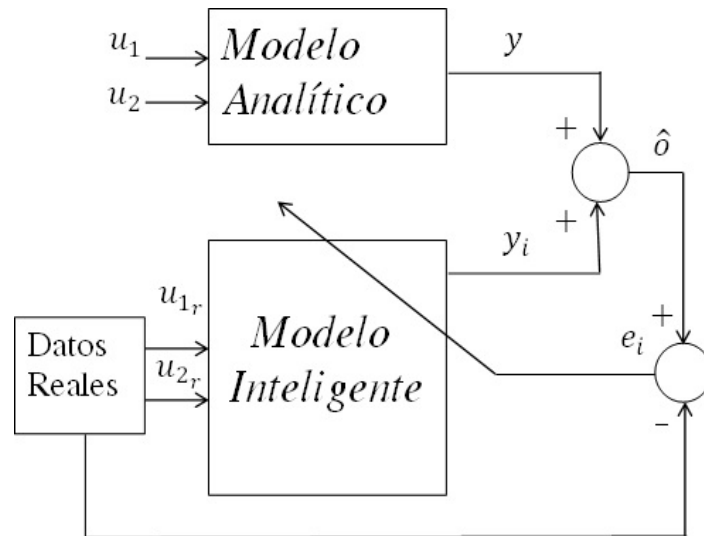 u₁
u₂
Modelo
Analítico
y
+
+
ô
yᵢ
u₁ᵣ
u₂ᵣ
Datos
Reales
Modelo
Inteligente
+
eᵢ
-